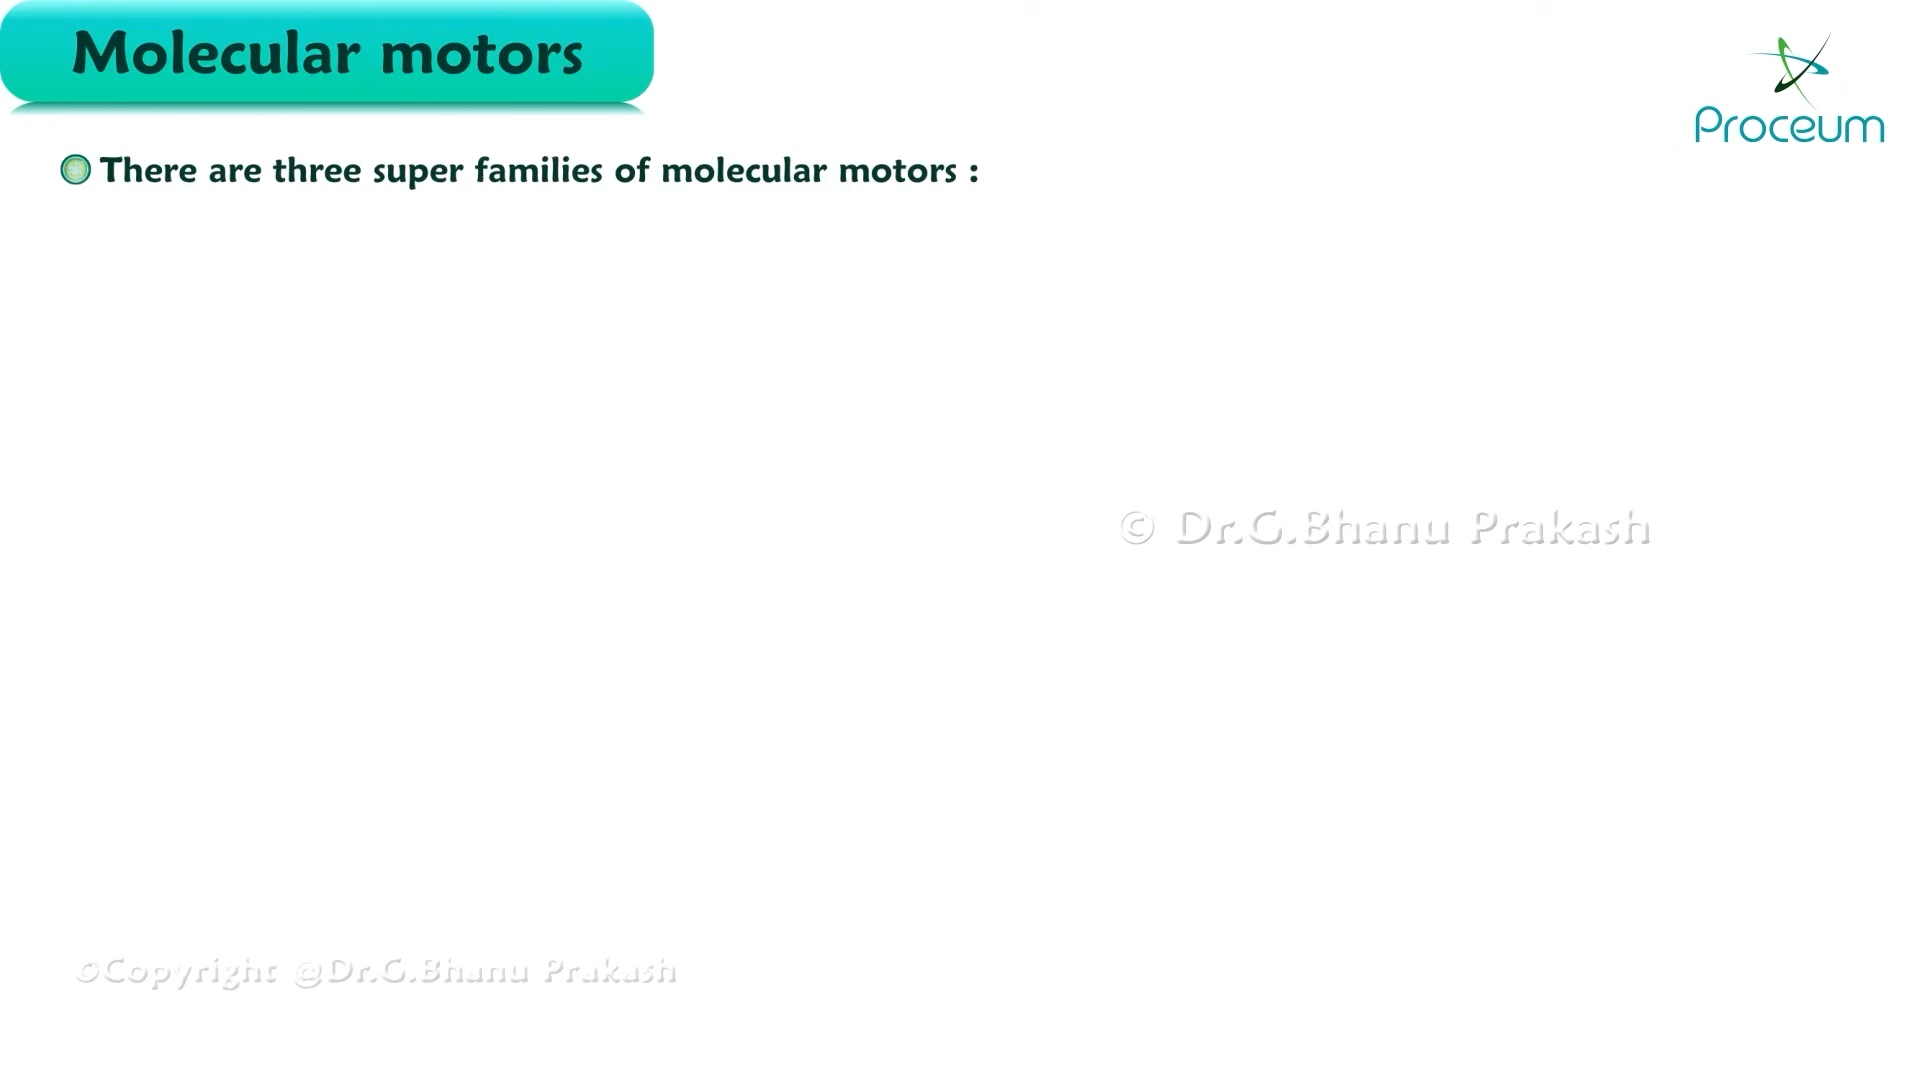 Molecular motors
Proceum
There are three super families of molecular motors :
© Dr.G.Bhanu Prakash
©Copyright @Dr.G.Bhanu Prakash